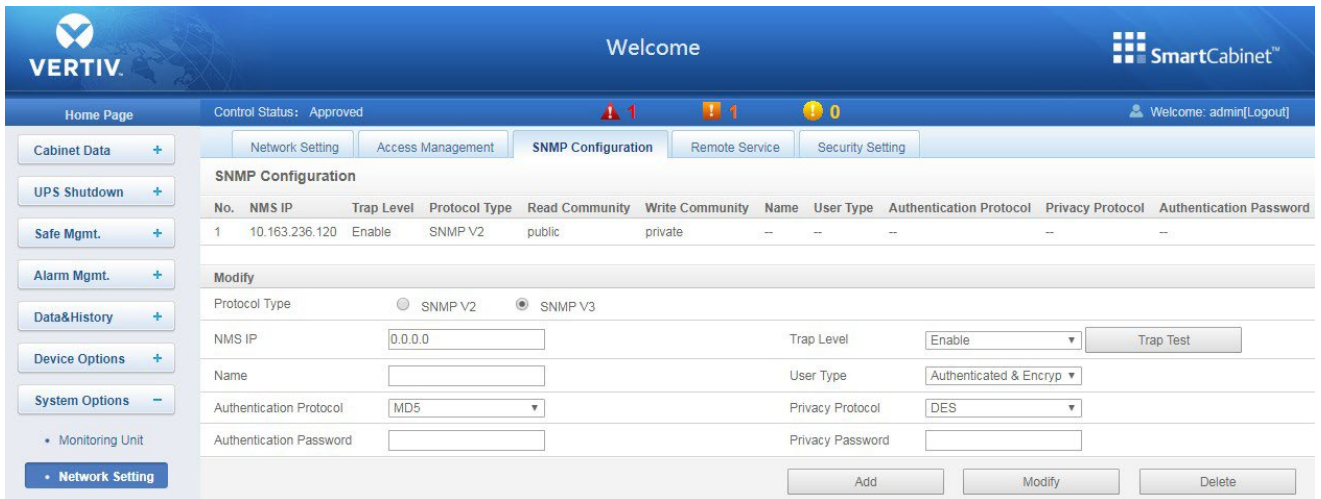 VERTIV.
Welcome
SmartCabinet™
Home Page
Control Status: Approved
1
1
0
Welcome: admin[Logout]
Cabinet Data +
UPS Shutdown +
Safe Mgmt. +
Alarm Mgmt. +
Data&History +
Device Options +
System Options −
• Monitoring Unit
• Network Setting
Network Setting Access Management SNMP Configuration Remote Service Security Setting
SNMP Configuration
No. NMS IP Trap Level Protocol Type Read Community Write Community Name User Type Authentication Protocol Privacy Protocol Authentication Password
1 10.163.236.120 Enable SNMP V2 public private -- -- -- -- --
Modify
Protocol Type SNMP V2 SNMP V3
NMS IP 0.0.0.0 Trap Level Enable Trap Test
Name User Type Authenticated & Encryp
Authentication Protocol MD5 Privacy Protocol DES
Authentication Password Privacy Password
Add Modify Delete